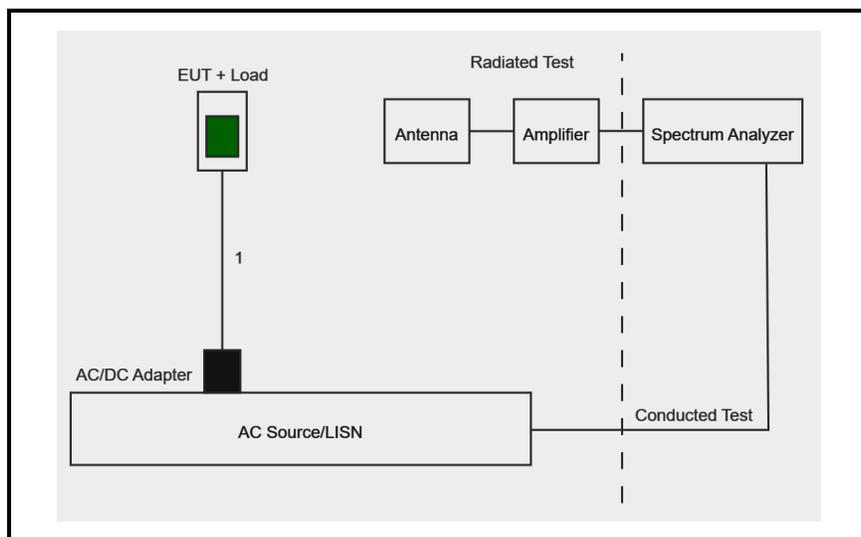 Radiated Test
EUT + Load
Antenna
Amplifier
Spectrum Analyzer
1
AC/DC Adapter
Conducted Test
AC Source/LISN